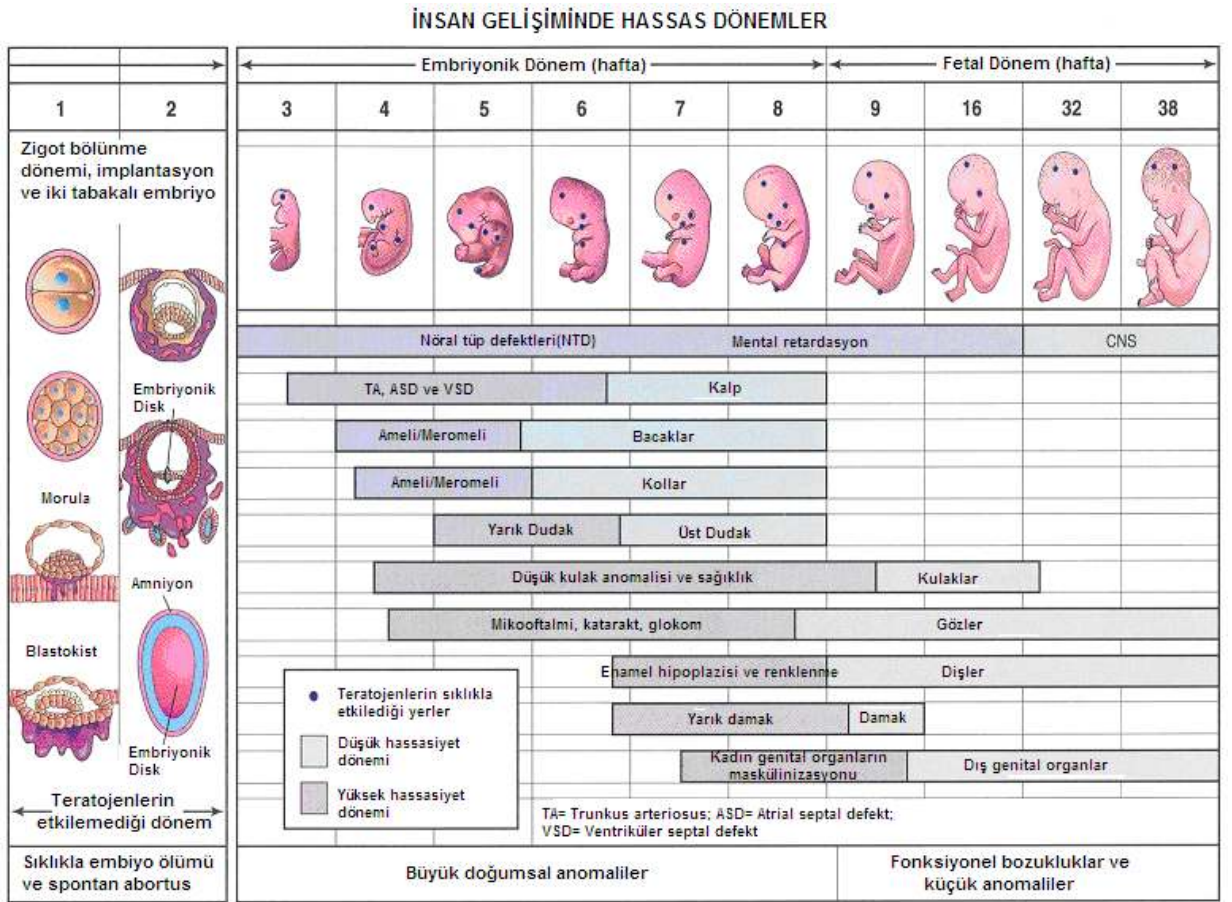 İNSAN GELİŞİMİNDE HASSAS DÖNEMLER
Embriyonik Dönem (hafta)
Fetal Dönem (hafta)
1
2
3
4
5
6
7
8
9
16
32
38
Zigot bölünme
dönemi, implantasyon
ve iki tabakalı embriyo
Embriyonik
Disk
Morula
Amniyon
Blastokist
Embriyonik
Disk
Teratojenlerin
etkilemediği dönem
Sıklıkla embiyo ölümü
ve spontan abortus
Nöral tüp defektleri(NTD)
Mental retardasyon
CNS
TA, ASD ve VSD
Kalp
Ameli/Meromeli
Bacaklar
Ameli/Meromeli
Kollar
Yarık Dudak
Üst Dudak
Düşük kulak anomalisi ve sağıklık
Kulaklar
Mikooftalmi, katarakt, glokom
Gözler
Enamel hipoplazisi ve renklenme
Dişler
Yarık damak
Damak
Kadın genital organların
maskülinizasyonu
Dış genital organlar
Teratojenlerin sıklıkla
etkilediği yerler
Düşük hassasiyet
dönemi
Yüksek hassasiyet
dönemi
TA= Trunkus arteriosus; ASD= Atrial septal defekt;
VSD= Ventriküler septal defekt
Büyük doğumsal anomaliler
Fonksiyonel bozukluklar ve
küçük anomaliler